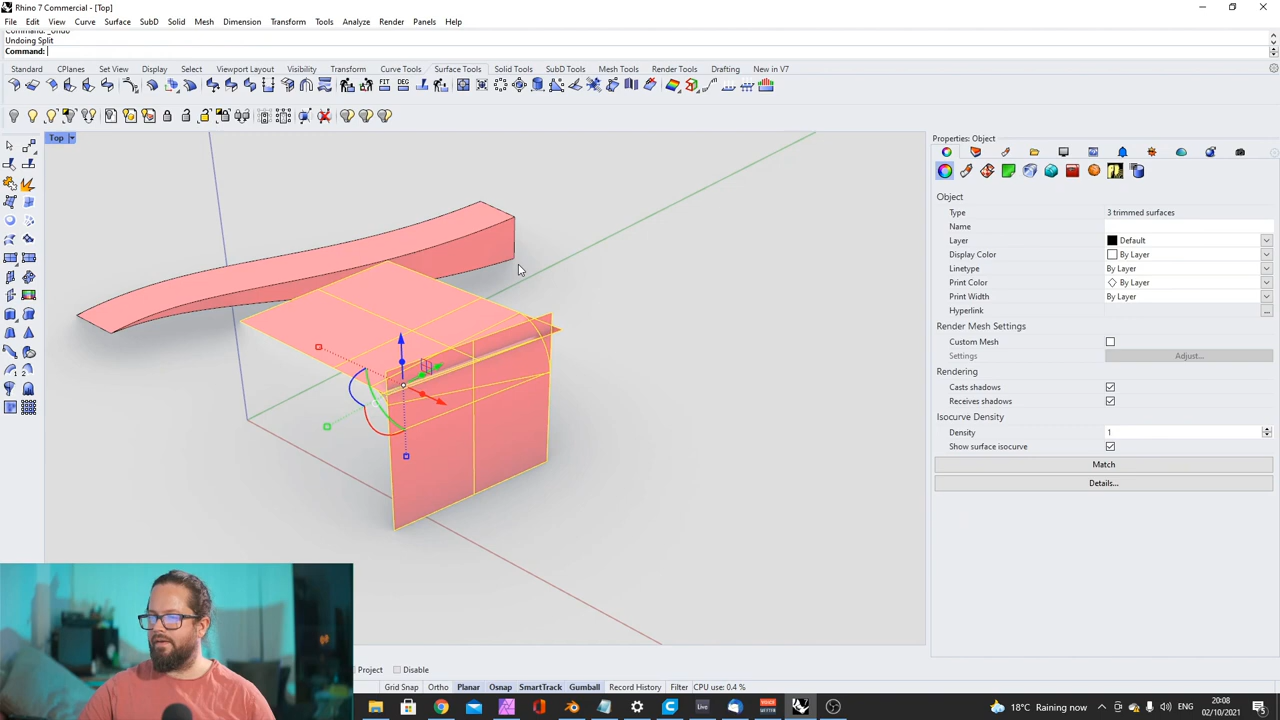 Rhino 7 Commercial - [Top]
File Edit View Curve Surface SubD Solid Mesh Dimension Transform Tools Analyze Render Panels Help
Command: _Undo
Undoing Split
Command:
Standard CPlanes Set View Display Select Viewport Layout Visibility Transform Curve Tools Surface Tools Solid Tools SubD Tools Mesh Tools Render Tools Drafting New in V7
FIT DEG
Top
Properties: Object
Object
Type 3 trimmed surfaces
Name
Layer Default
Display Color By Layer
Linetype By Layer
Print Color By Layer
Print Width By Layer
Hyperlink ...
Render Mesh Settings
Custom Mesh
Settings Adjust...
Rendering
Casts shadows
Receives shadows
Isocurve Density
Density 1
Show surface isocurve
Match
Details...
Project Disable
Grid Snap Ortho Planar Osnap SmartTrack Gumball Record History Filter CPU use: 0.4 %
Live
18°C Raining now
20:08
02/10/2021